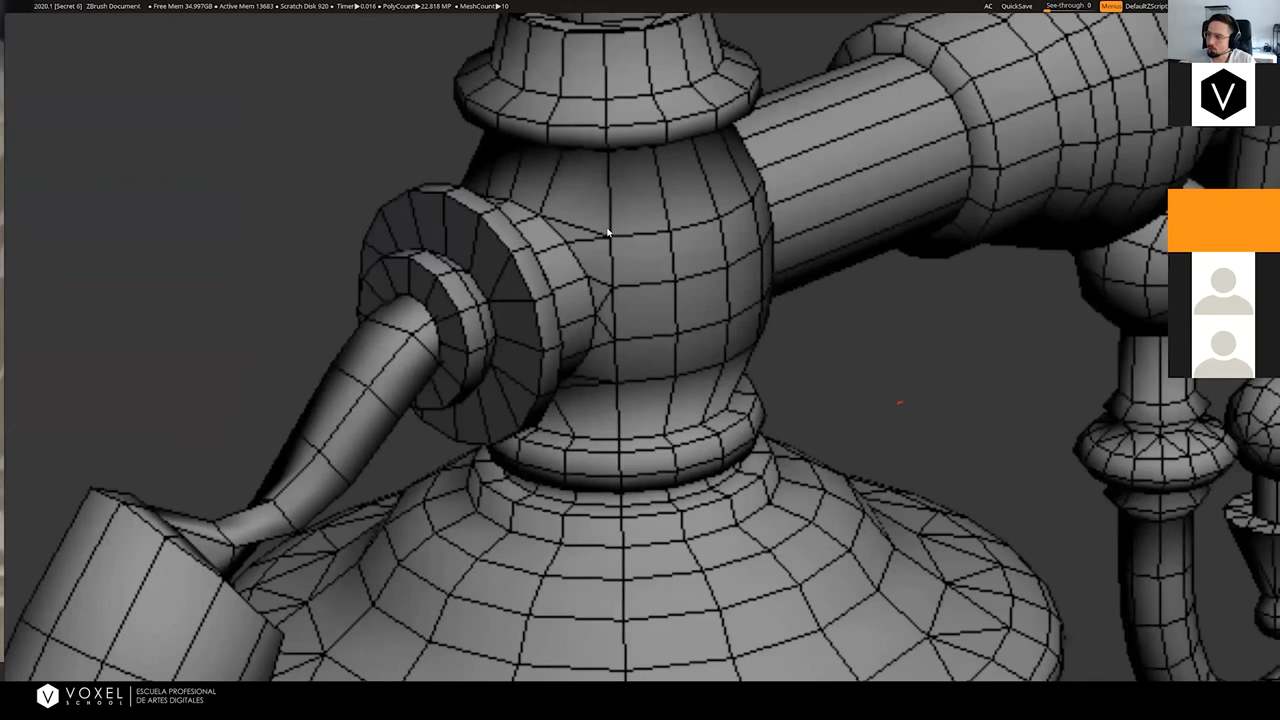 2020.1 [Secret 6] ZBrush Document • Free Mem 34.997GB • Active Mem 13683 • Scratch Disk 920 • Timer▶0.016 • PolyCount▶22.818 MP • MeshCount▶10 AC QuickSave See-through 0 Menus DefaultZScript
V
VOXEL SCHOOL
ESCUELA PROFESIONAL
DE ARTES DIGITALES